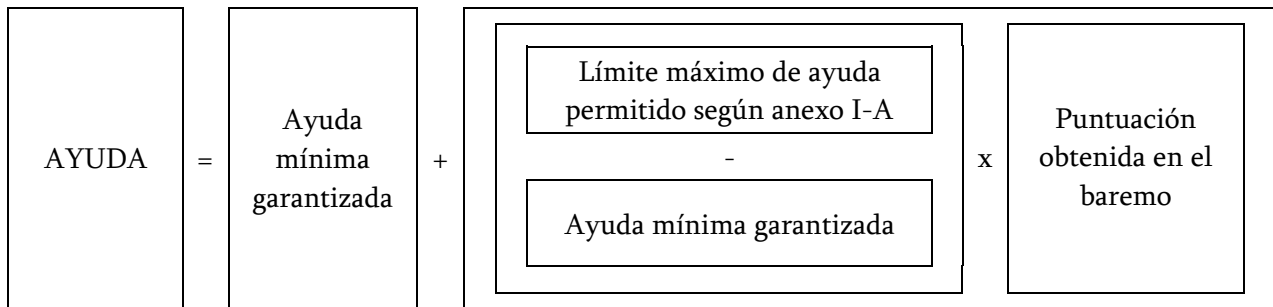 AYUDA
=
Ayuda
mínima
garantizada
+
Límite máximo de ayuda
permitido según anexo I-A
-
Ayuda mínima garantizada
x
Puntuación
obtenida en el
baremo